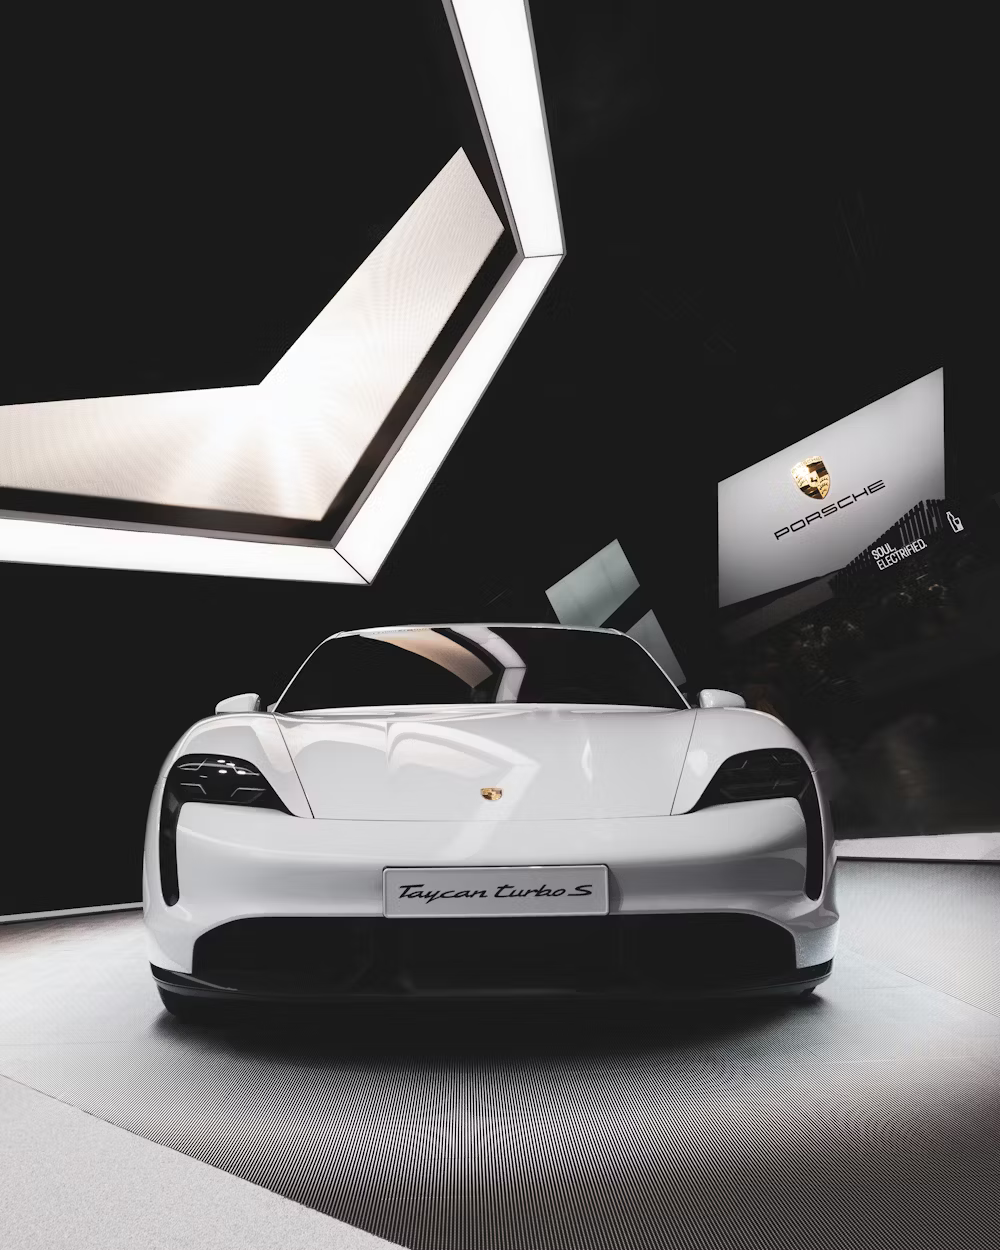 PORSCHE
SOUL,
ELECTRIFIED.
Taycan turbo S